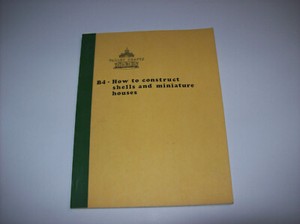 B4 - How to construct
shells and miniature
houses